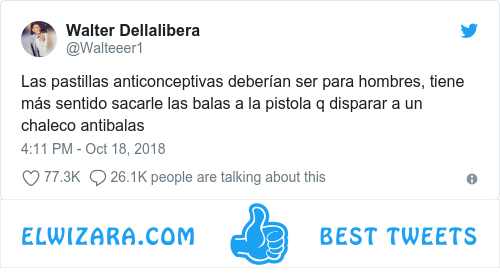 Walter Dellalibera
@Walteeer1
Las pastillas anticonceptivas deberían ser para hombres, tiene
más sentido sacarle las balas a la pistola q disparar a un
chaleco antibalas
4:11 PM - Oct 18, 2018
77.3K 26.1K people are talking about this
ELWIZARA.COM BEST TWEETS